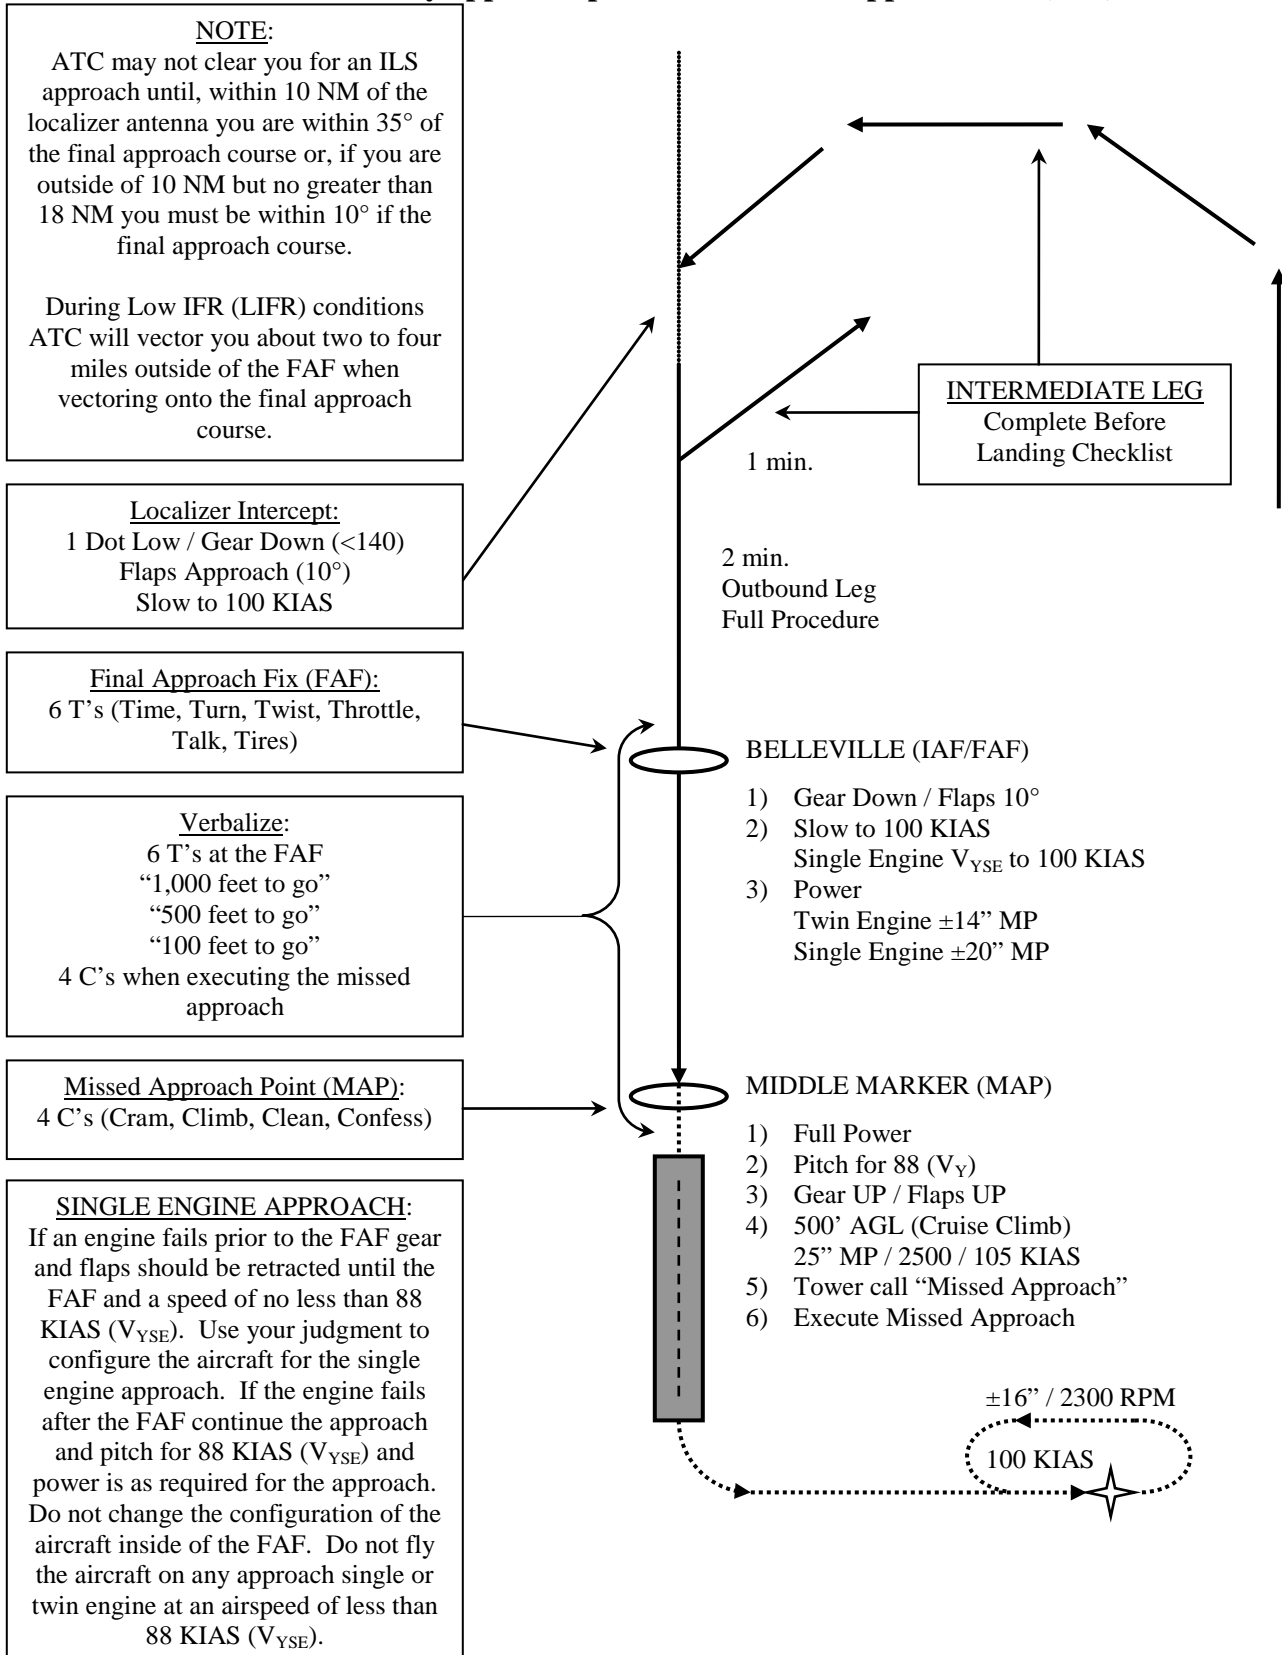 NOTE:
ATC may not clear you for an ILS
approach until, within 10 NM of the
localizer antenna you are within 35° of
the final approach course or, if you are
outside of 10 NM but no greater than
18 NM you must be within 10° if the
final approach course.
During Low IFR (LIFR) conditions
ATC will vector you about two to four
miles outside of the FAF when
vectoring onto the final approach
course.
Localizer Intercept:
1 Dot Low / Gear Down (<140)
Flaps Approach (10°)
Slow to 100 KIAS
Final Approach Fix (FAF):
6 T's (Time, Turn, Twist, Throttle,
Talk, Tires)
Verbalize:
6 T's at the FAF
“1,000 feet to go”
“500 feet to go”
“100 feet to go”
4 C's when executing the missed
approach
Missed Approach Point (MAP):
4 C's (Cram, Climb, Clean, Confess)
SINGLE ENGINE APPROACH:
If an engine fails prior to the FAF gear
and flaps should be retracted until the
FAF and a speed of no less than 88
KIAS (VYSE). Use your judgment to
configure the aircraft for the single
engine approach. If the engine fails
after the FAF continue the approach
and pitch for 88 KIAS (VYSE) and
power is as required for the approach.
Do not change the configuration of the
aircraft inside of the FAF. Do not fly
the aircraft on any approach single or
twin engine at an airspeed of less than
88 KIAS (VYSE).
INTERMEDIATE LEG
Complete Before
Landing Checklist
1 min.
2 min.
Outbound Leg
Full Procedure
BELLEVILLE (IAF/FAF)
1) Gear Down / Flaps 10°
2) Slow to 100 KIAS
Single Engine VYSE to 100 KIAS
3) Power
Twin Engine ±14” MP
Single Engine ±20” MP
MIDDLE MARKER (MAP)
1) Full Power
2) Pitch for 88 (VY)
3) Gear UP / Flaps UP
4) 500’ AGL (Cruise Climb)
25” MP / 2500 / 105 KIAS
5) Tower call “Missed Approach”
6) Execute Missed Approach
±16” / 2300 RPM
100 KIAS